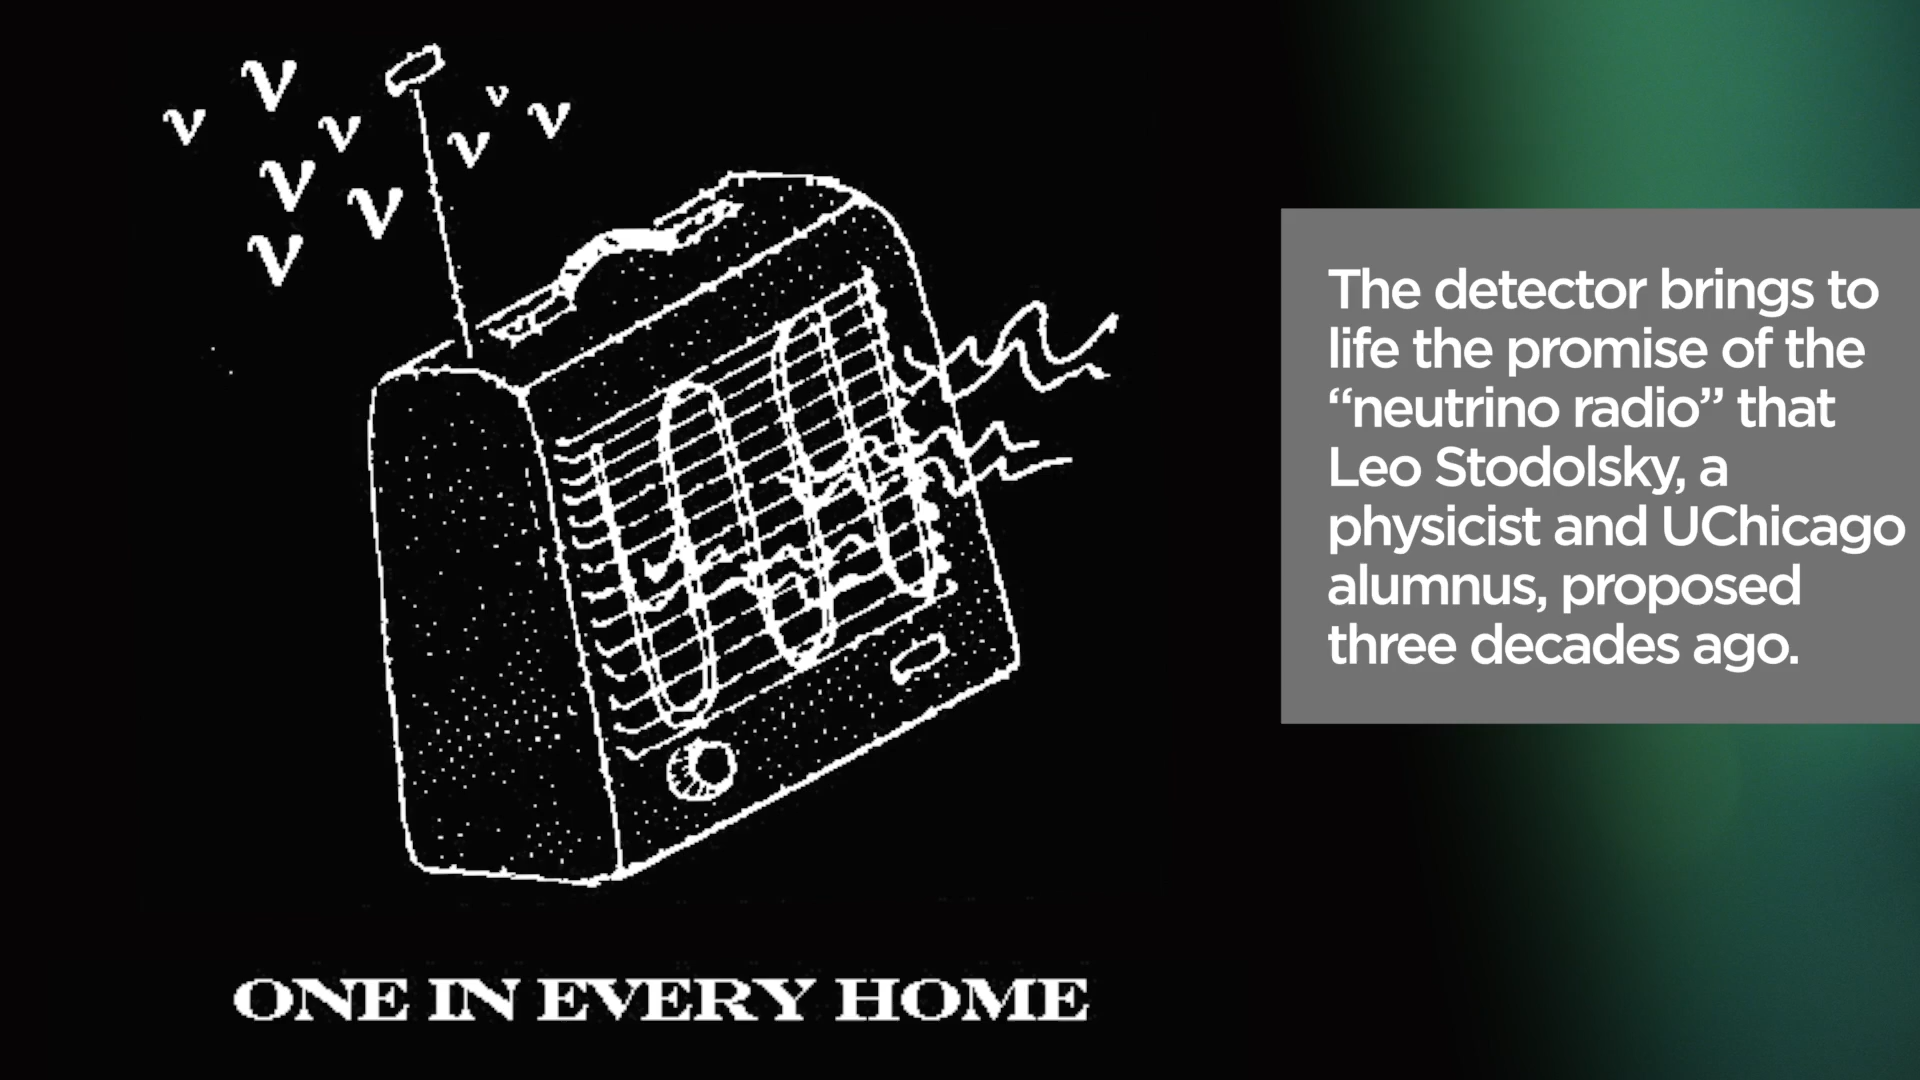 ν ν ν ν ν ν ν ν ν
The detector brings to
life the promise of the
“neutrino radio” that
Leo Stodolsky, a
physicist and UChicago
alumnus, proposed
three decades ago.
ONE IN EVERY HOME